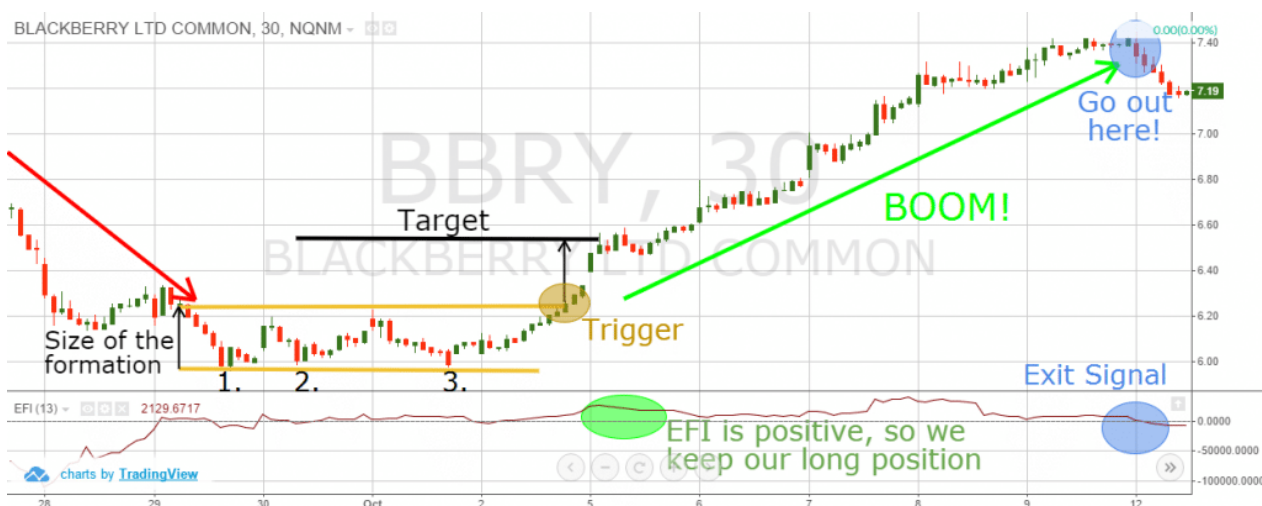 BLACKBERRY LTD COMMON, 30, NQNM
0.00(0.00%)
7.40
7.19
Go out
here!
7.00
BBRY, 30
6.80
BOOM!
Target
6.60
BLACKBERRY LTD COMMON
6.40
Trigger
6.20
Size of the
formation
6.00
1. 2. 3.
Exit Signal
EFI (13) 2129.6717
0.0000
EFI is positive, so we
keep our long position
-50000.0000
charts by TradingView
-100000.0000
28 29 30 Oct 2 5 6 7 8 9 12